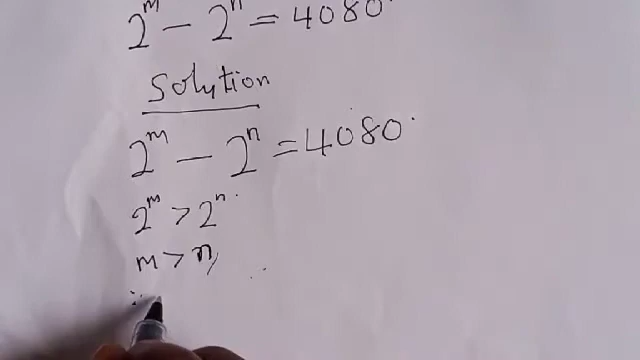 2^m − 2^n = 4080
Solution
2^m − 2^n = 4080
2^m > 2^n
m > n
∴